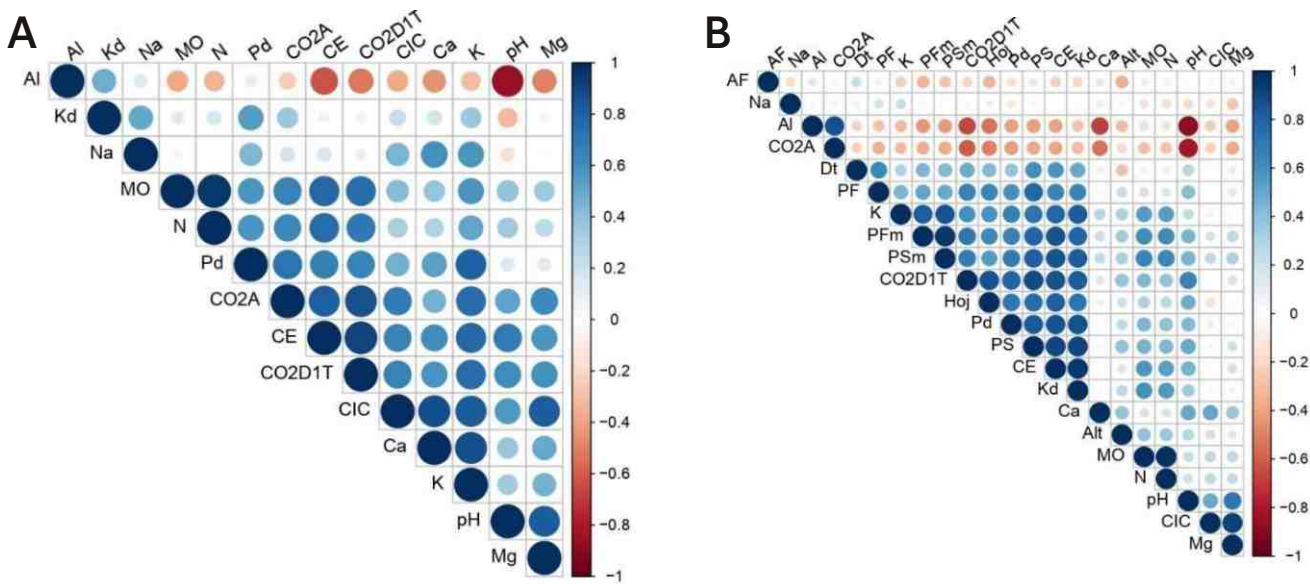 A
Al Kd Na MO N Pd CO2A CE CO2D1T CIC Ca K pH Mg
Al
Kd
Na
MO
N
Pd
CO2A
CE
CO2D1T
CIC
Ca
K
pH
Mg
1
0.8
0.6
0.4
0.2
0
−0.2
−0.4
−0.6
−0.8
−1
B
AF Na Al CO2A Dt PF K PFm PSm CO2D1T Hoj Pd PS CE Kd Ca Alt MO N pH CIC Mg
AF
Na
Al
CO2A
Dt
PF
K
PFm
PSm
CO2D1T
Hoj
Pd
PS
CE
Kd
Ca
Alt
MO
N
pH
CIC
Mg
1
0.8
0.6
0.4
0.2
0
−0.2
−0.4
−0.6
−0.8
−1